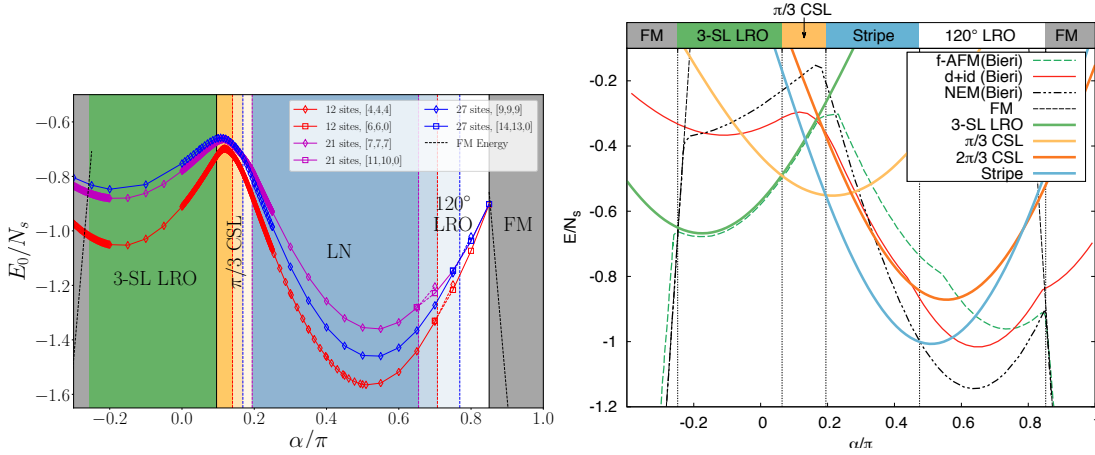 12 sites, [4,4,4]
12 sites, [6,6,0]
21 sites, [7,7,7]
21 sites, [11,10,0]
27 sites, [9,9,9]
27 sites, [14,13,0]
FM Energy
3-SL LRO
π/3 CSL
LN
120°
LRO
FM
E₀/Nₛ
−0.6
−0.8
−1.0
−1.2
−1.4
−1.6
−0.2
0.0
0.2
0.4
0.6
0.8
1.0
α/π
π/3 CSL
FM
3-SL LRO
Stripe
120° LRO
FM
f-AFM(Bieri)
d+id (Bieri)
NEM(Bieri)
FM
3-SL LRO
π/3 CSL
2π/3 CSL
Stripe
E/Nₛ
-0.2
-0.4
-0.6
-0.8
-1
-1.2
-0.2
0
0.2
0.4
0.6
0.8
1
α/π